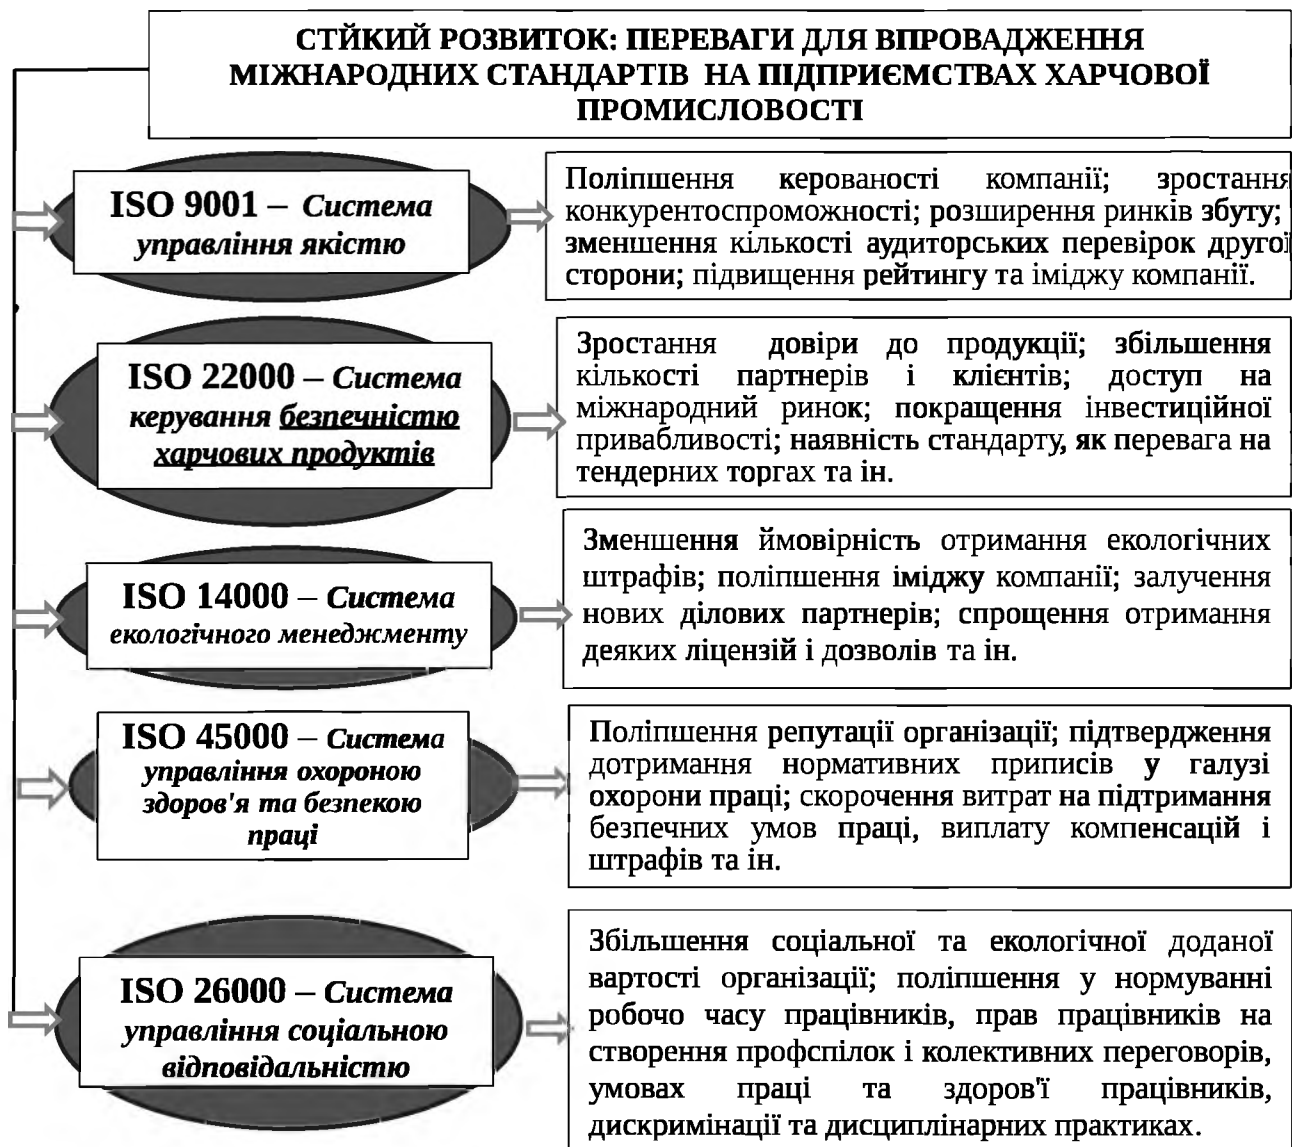 СТЙКИЙ РОЗВИТОК: ПЕРЕВАГИ ДЛЯ ВПРОВАДЖЕННЯ
МІЖНАРОДНИХ СТАНДАРТІВ НА ПІДПРИЄМСТВАХ ХАРЧОВОЇ
ПРОМИСЛОВОСТІ
ISO 9001 – Система
управління якістю
Поліпшення керованості компанії; зростання
конкурентоспроможності; розширення ринків збуту;
зменшення кількості аудиторських перевірок другої
сторони; підвищення рейтингу та іміджу компанії.
ISO 22000 – Система
керування безпечністю
харчових продуктів
Зростання довіри до продукції; збільшення
кількості партнерів і клієнтів; доступ на
міжнародний ринок; покращення інвестиційної
привабливості; наявність стандарту, як перевага на
тендерних торгах та ін.
ISO 14000 – Система
екологічного менеджменту
Зменшення ймовірність отримання екологічних
штрафів; поліпшення іміджу компанії; залучення
нових ділових партнерів; спрощення отримання
деяких ліцензій і дозволів та ін.
ISO 45000 – Система
управління охороною
здоров'я та безпекою
праці
Поліпшення репутації організації; підтвердження
дотримання нормативних приписів у галузі
охорони праці; скорочення витрат на підтримання
безпечних умов праці, виплату компенсацій і
штрафів та ін.
ISO 26000 – Система
управління соціальною
відповідальністю
Збільшення соціальної та екологічної доданої
вартості організації; поліпшення у нормуванні
робочо часу працівників, прав працівників на
створення профспілок і колективних переговорів,
умовах праці та здоров'ї працівників,
дискримінації та дисциплінарних практиках.